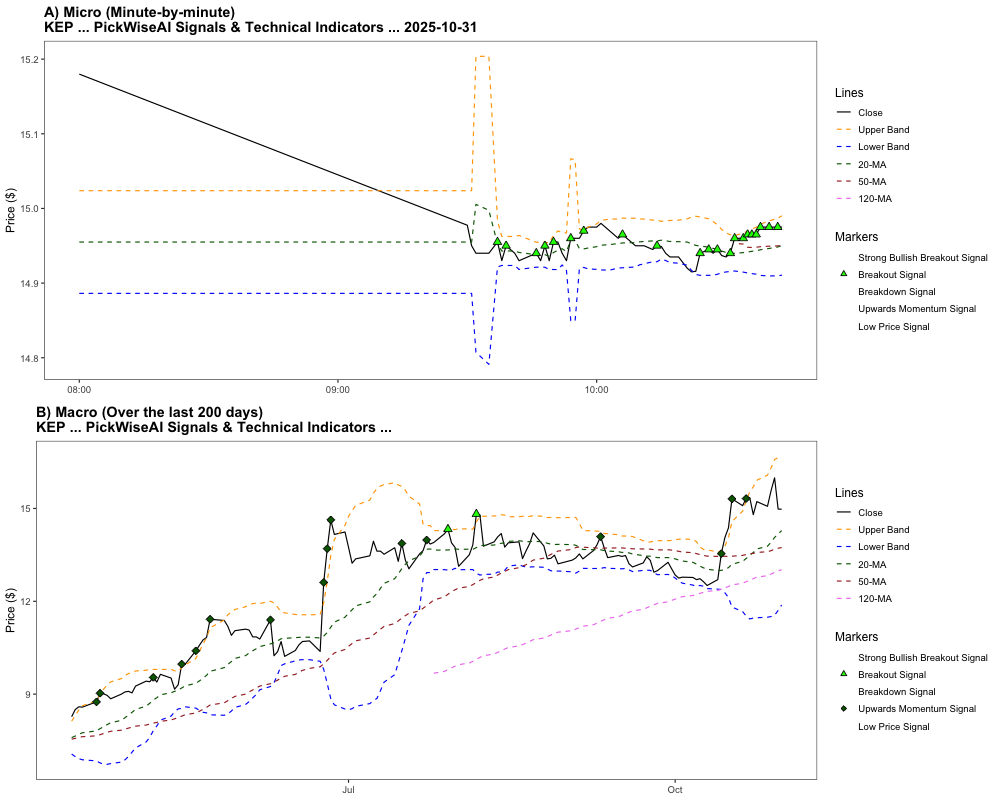 A) Micro (Minute-by-minute)
KEP ... PickWiseAI Signals & Technical Indicators ... 2025-10-31
Price ($)
15.2
15.1
15.0
14.9
14.8
08:00
09:00
10:00
Lines
Close
Upper Band
Lower Band
20-MA
50-MA
120-MA
Markers
Strong Bullish Breakout Signal
Breakout Signal
Breakdown Signal
Upwards Momentum Signal
Low Price Signal
B) Macro (Over the last 200 days)
KEP ... PickWiseAI Signals & Technical Indicators ...
Price ($)
15
12
9
Jul
Oct
Lines
Close
Upper Band
Lower Band
20-MA
50-MA
120-MA
Markers
Strong Bullish Breakout Signal
Breakout Signal
Breakdown Signal
Upwards Momentum Signal
Low Price Signal